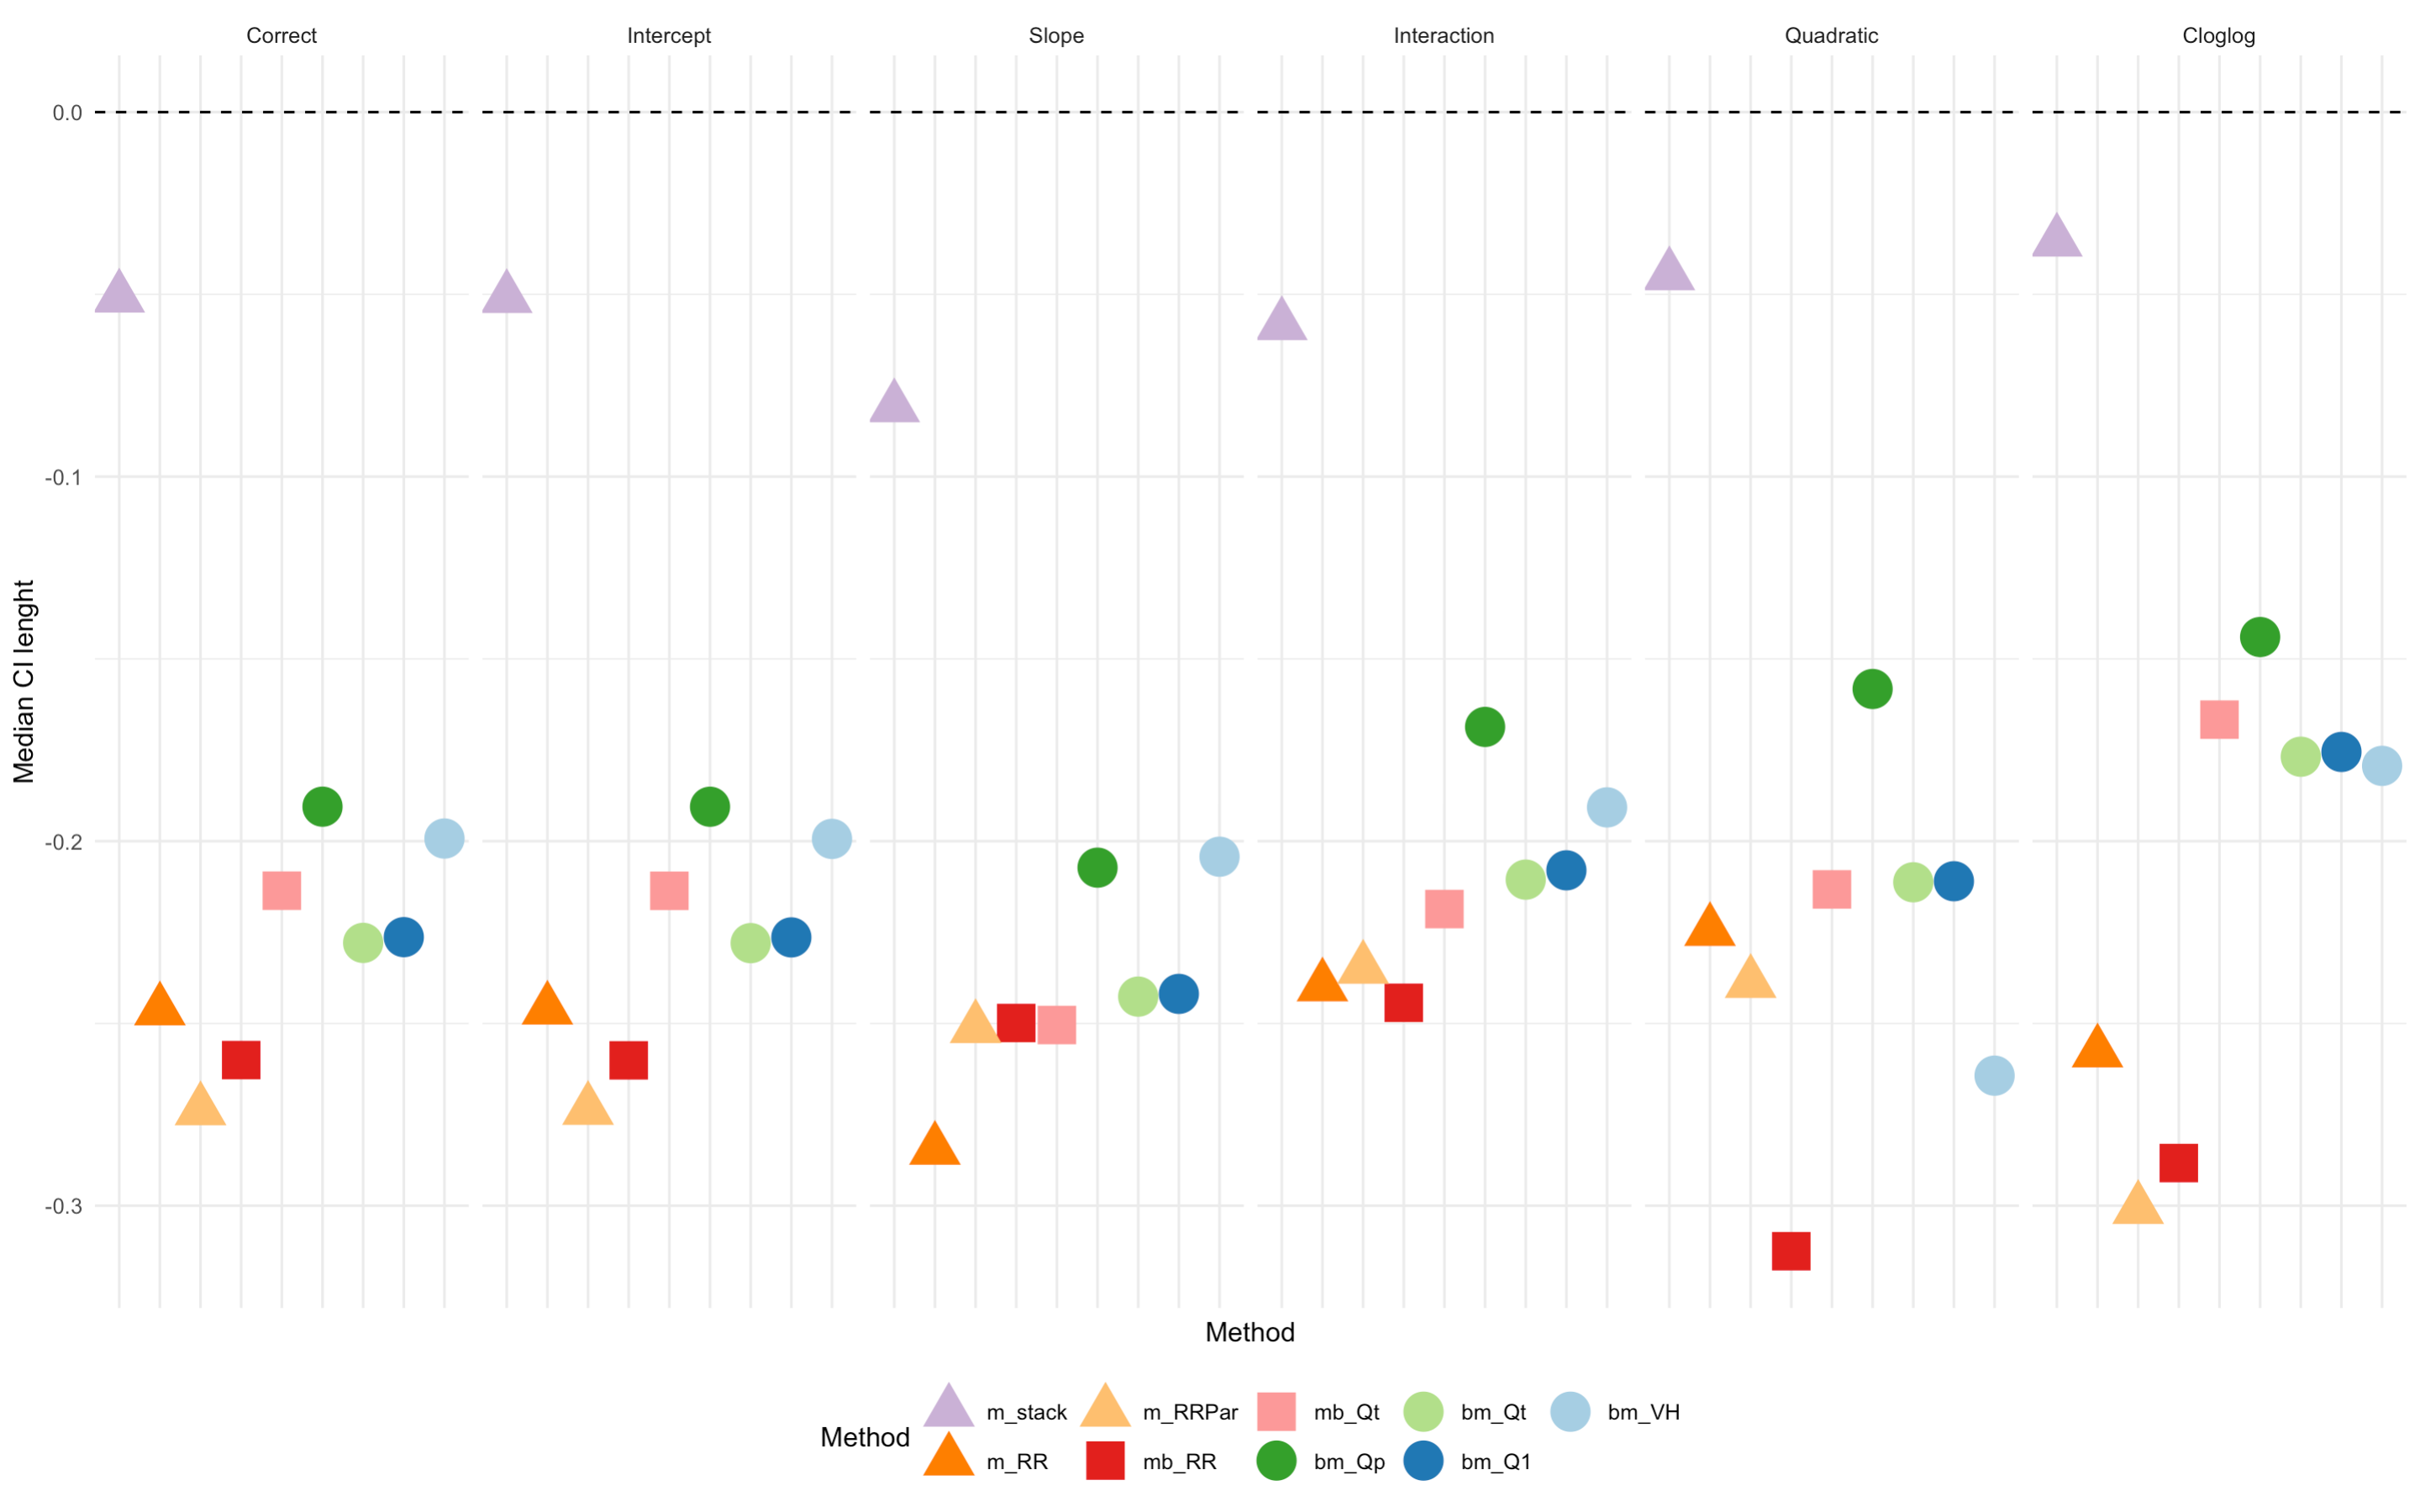 Correct Intercept Slope Interaction Quadratic Cloglog
0.0
-0.1
-0.2
-0.3
Median CI lenght
Method
Method
m_stack m_RRPar mb_Qt bm_Qt bm_VH
m_RR mb_RR bm_Qp bm_Q1